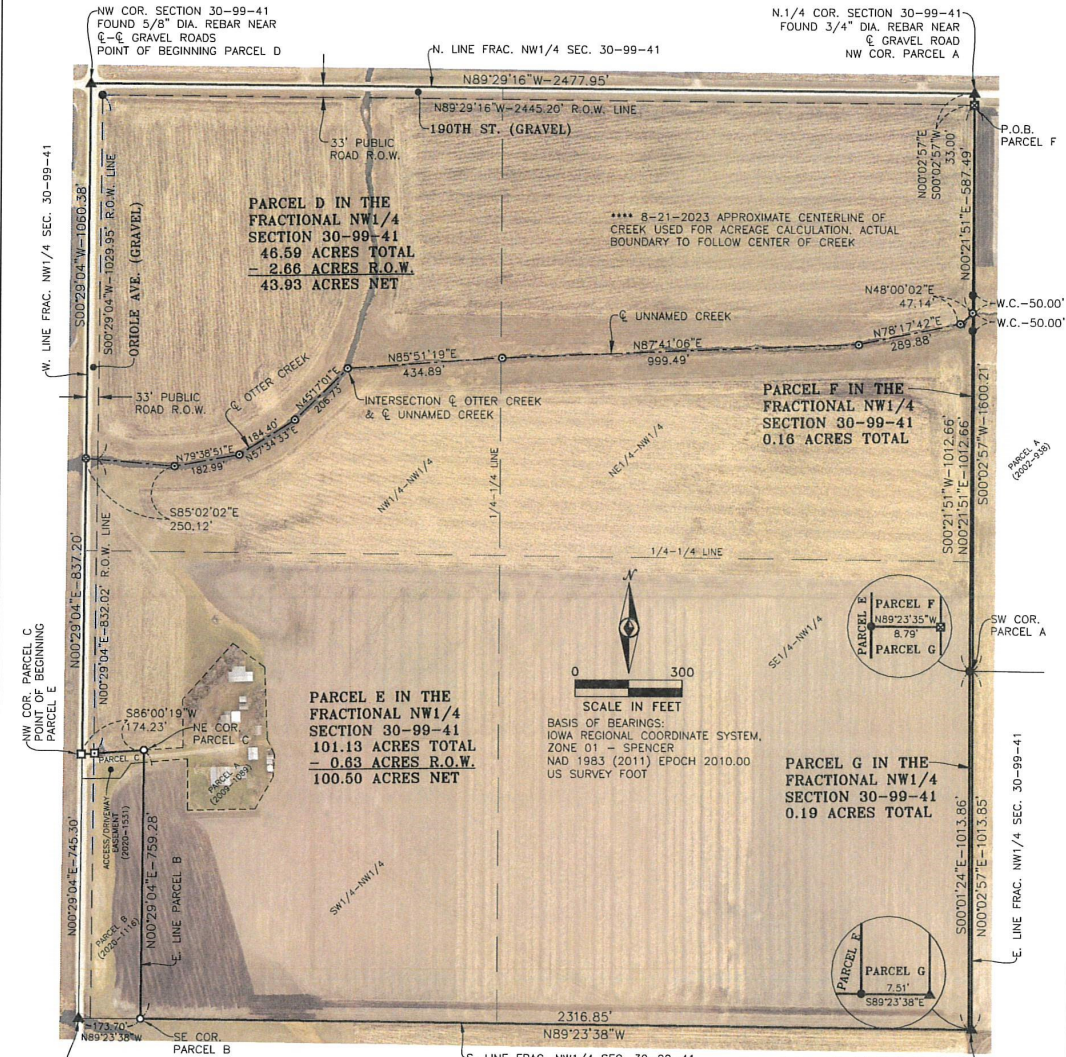 NW COR. SECTION 30-99-41
FOUND 5/8" DIA. REBAR NEAR
℄-℄ GRAVEL ROADS
POINT OF BEGINNING PARCEL D
N.1/4 COR. SECTION 30-99-41
FOUND 3/4" DIA. REBAR NEAR
℄ GRAVEL ROAD
NW COR. PARCEL A
N. LINE FRAC. NW1/4 SEC. 30-99-41
N89°29'16"W-2477.95'
N89°29'16"W-2445.20' R.O.W. LINE
190TH ST. (GRAVEL)
33' PUBLIC
ROAD R.O.W.
P.O.B.
PARCEL F
N00°02'57"E
S00°02'57"W
33.00'
N00°21'51"E-587.49'
W. LINE FRAC. NW1/4 SEC. 30-99-41
S00°29'04"W-1060.38'
S00°29'04"W-1029.95' R.O.W. LINE
ORIOLE AVE. (GRAVEL)
PARCEL D IN THE
FRACTIONAL NW1/4
SECTION 30-99-41
46.59 ACRES TOTAL
- 2.66 ACRES R.O.W.
43.93 ACRES NET
**** 8-21-2023 APPROXIMATE CENTERLINE OF
CREEK USED FOR ACREAGE CALCULATION. ACTUAL
BOUNDARY TO FOLLOW CENTER OF CREEK
N48°00'02"E
47.14'
W.C.-50.00'
W.C.-50.00'
℄ UNNAMED CREEK
N78°17'42"E
289.88'
N87°41'06"E
999.49'
N85°51'19"E
434.89'
℄ OTTER CREEK
N45°17'01"E
206.73'
INTERSECTION ℄ OTTER CREEK
& ℄ UNNAMED CREEK
33' PUBLIC
ROAD R.O.W.
184.40'
N57°34'33"E
N79°38'51"E
182.99'
S85°02'02"E
250.12'
PARCEL F IN THE
FRACTIONAL NW1/4
SECTION 30-99-41
0.16 ACRES TOTAL
PARCEL A
(2002-938)
S00°21'51"W-1012.66'
N00°21'51"E-1012.66'
S00°02'57"W-1600.21'
NW1/4-NW1/4
1/4-1/4 LINE
NE1/4-NW1/4
1/4-1/4 LINE
N00°29'04"E-837.20'
N00°29'04"E-832.02' R.O.W. LINE
N
0 300
SCALE IN FEET
BASIS OF BEARINGS:
IOWA REGIONAL COORDINATE SYSTEM,
ZONE 01 - SPENCER
NAD 1983 (2011) EPOCH 2010.00
US SURVEY FOOT
SE1/4-NW1/4
PARCEL E
PARCEL F
N89°23'35"W
8.79'
PARCEL G
SW COR.
PARCEL A
NW COR. PARCEL C
POINT OF BEGINNING
PARCEL E
S86°00'19"W
174.23'
NE COR.
PARCEL C
PARCEL C
PARCEL A
(2009-1089)
PARCEL E IN THE
FRACTIONAL NW1/4
SECTION 30-99-41
101.13 ACRES TOTAL
- 0.63 ACRES R.O.W.
100.50 ACRES NET
PARCEL G IN THE
FRACTIONAL NW1/4
SECTION 30-99-41
0.19 ACRES TOTAL
ACCESS/DRIVEWAY
EASEMENT
(2020-1531)
N00°29'04"E-745.30'
N00°29'04"E-759.28'
E. LINE PARCEL B
PARCEL B
(2020-1116)
SW1/4-NW1/4
S00°01'24"E-1013.86'
N00°02'57"E-1013.85'
E. LINE FRAC. NW1/4 SEC. 30-99-41
PARCEL E
PARCEL G
7.51'
S89°23'38"E
173.70'
N89°23'38"W
SE COR.
PARCEL B
2316.85'
N89°23'38"W
S. LINE FRAC. NW1/4 SEC. 30-99-41